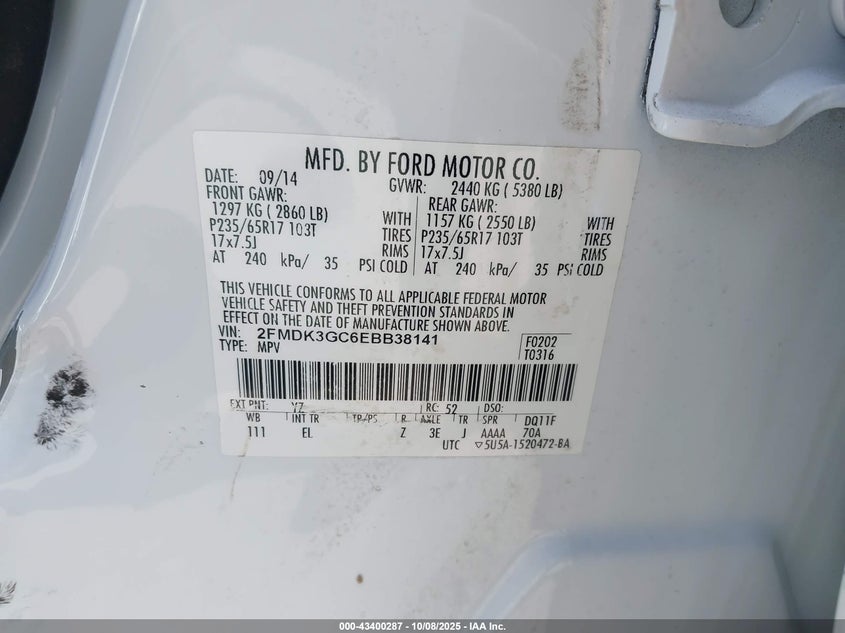 MFD. BY FORD MOTOR CO.
DATE: 09/14 GVWR: 2440 KG ( 5380 LB)
FRONT GAWR: REAR GAWR:
1297 KG ( 2860 LB) WITH 1157 KG ( 2550 LB) WITH
P235/65R17 103T TIRES P235/65R17 103T TIRES
17x7.5J RIMS 17x7.5J RIMS
AT 240 kPa/ 35 PSI COLD AT 240 kPa/ 35 PSI COLD
THIS VEHICLE CONFORMS TO ALL APPLICABLE FEDERAL MOTOR
VEHICLE SAFETY AND THEFT PREVENTION STANDARDS IN
EFFECT ON THE DATE OF MANUFACTURE SHOWN ABOVE.
VIN: 2FMDK3GC6EBB38141 F0202
TYPE: MPV T0316
EXT PNT: YZ RC: 52 DSO:
WB INT TR TP/PS R AXLE TR SPR DQ11F
111 EL Z 3E J AAAA 70A
UTC ▽5U5A-1520472-BA
000-43400287 - 10/08/2025 - IAA Inc.